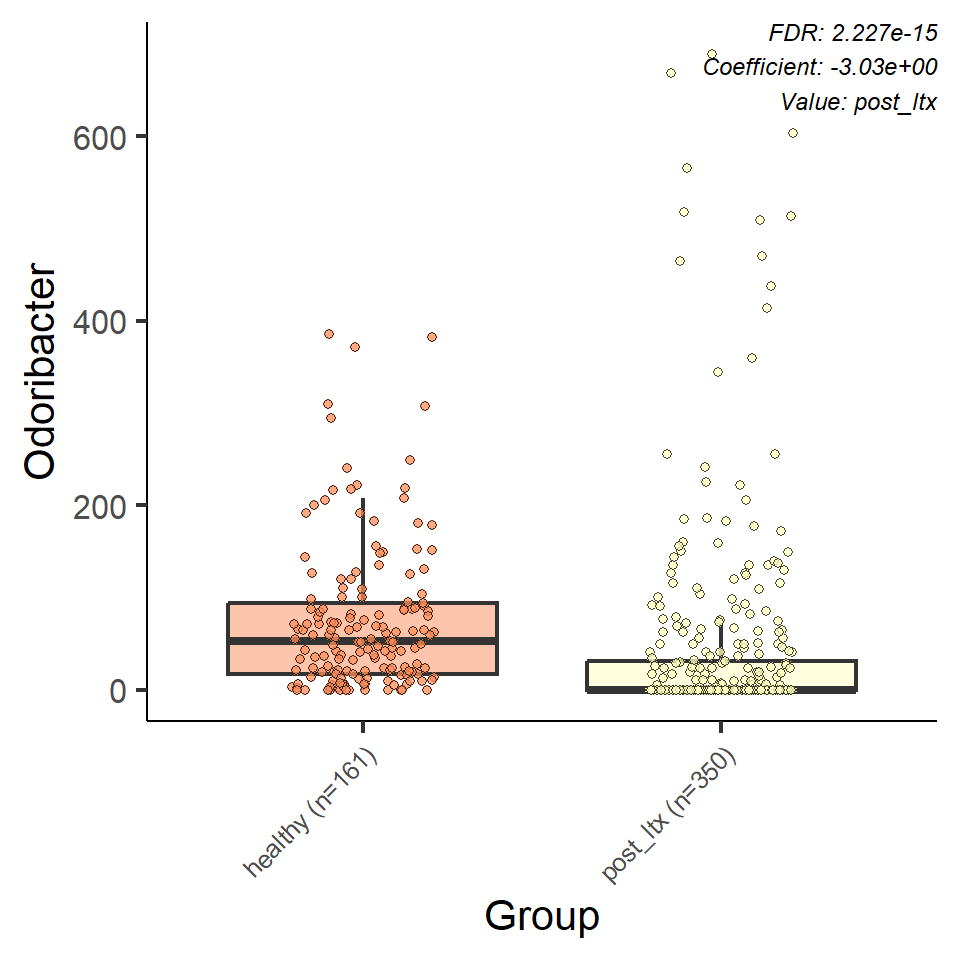 FDR: 2.227e-15
Coefficient: -3.03e+00
Value: post_ltx
Odoribacter
600
400
200
0
healthy (n=161)
post_ltx (n=350)
Group